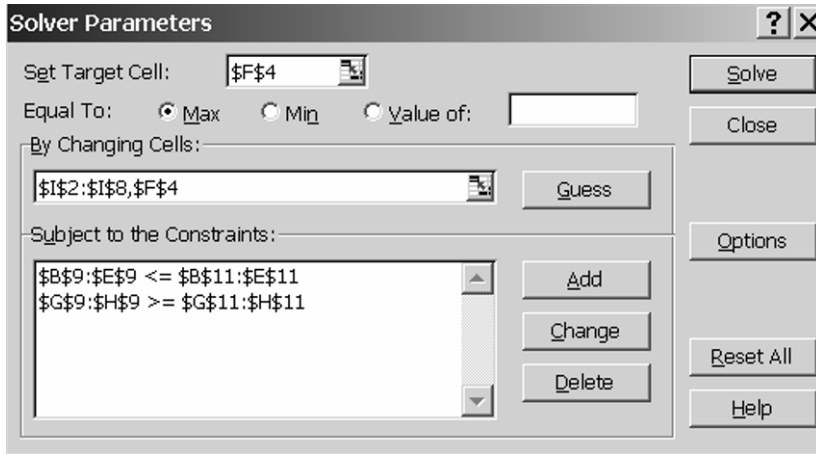 Solver Parameters
?
Set Target Cell: $F$4
Solve
Equal To: Max Min Value of:
Close
By Changing Cells:
$I$2:$I$8,$F$4
Guess
Subject to the Constraints:
Options
$B$9:$E$9 <= $B$11:$E$11
$G$9:$H$9 >= $G$11:$H$11
Add
Change
Reset All
Delete
Help